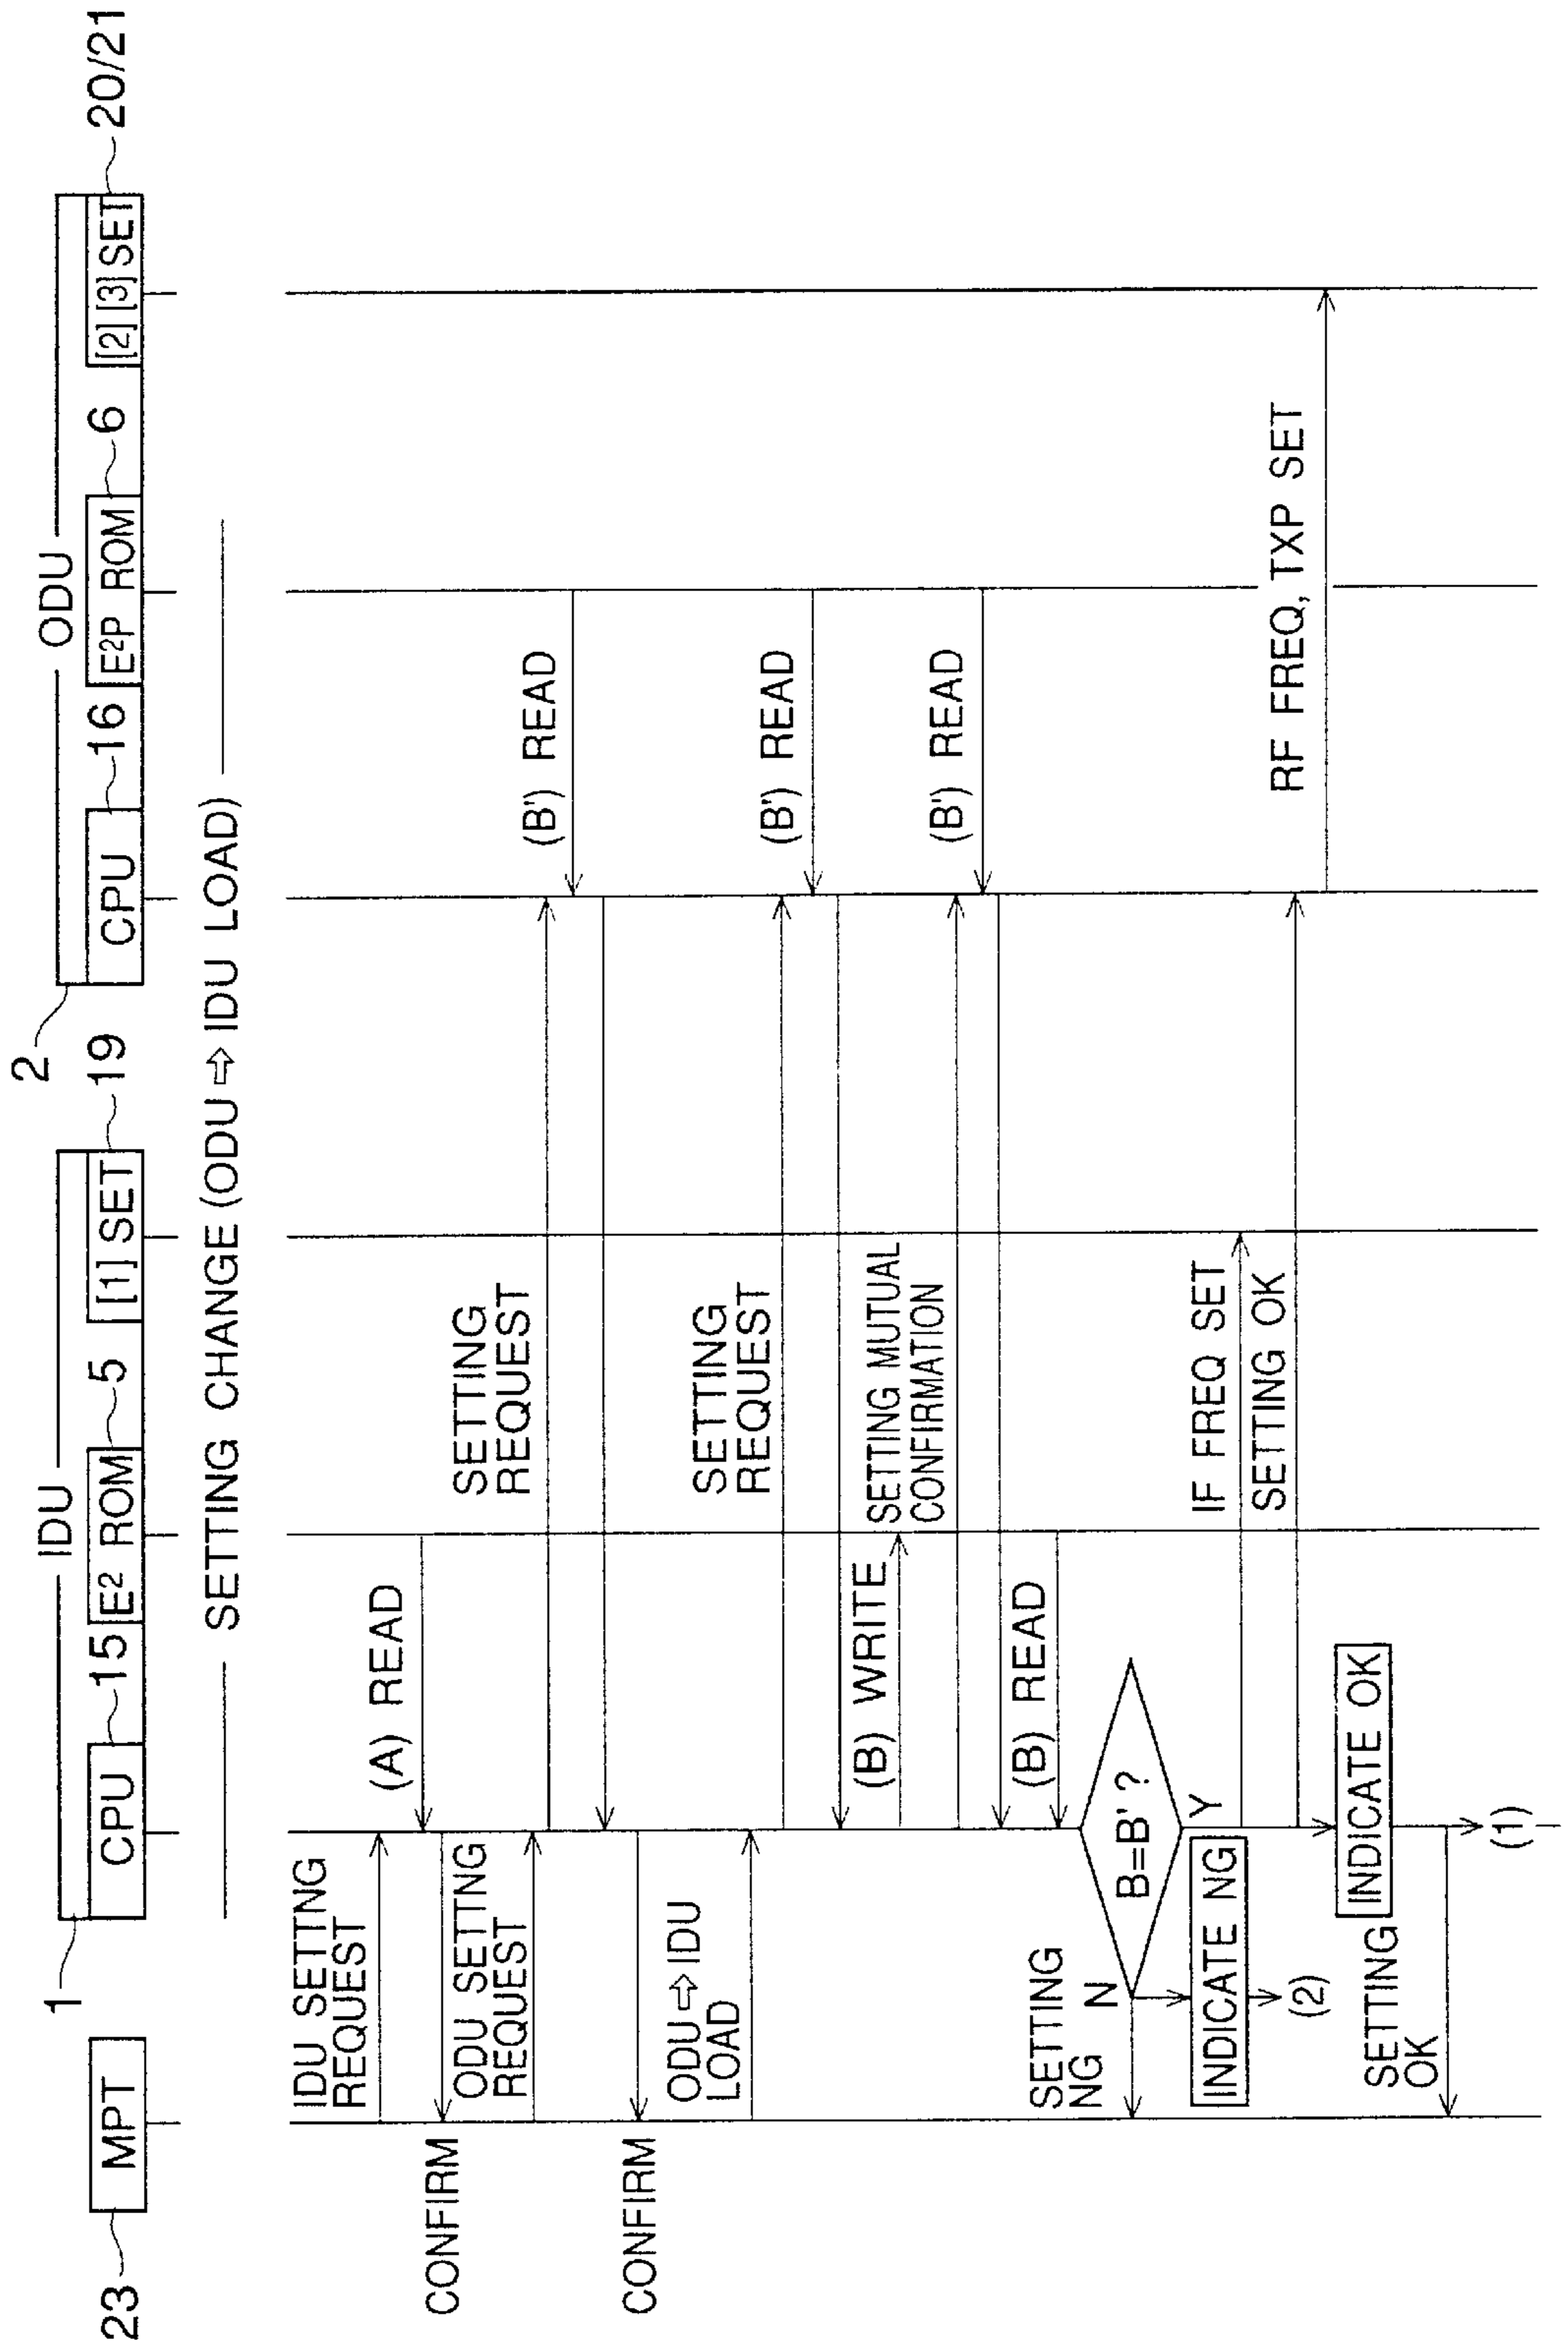 1
IDU
2
ODU
23
MPT
CPU
15
E² ROM
5
[1] SET
19
CPU
16
E²P ROM
6
[2] [3] SET
20/21
SETTING CHANGE (ODU ⇨ IDU LOAD)
IDU SETTNG
REQUEST
(A) READ
CONFIRM
ODU SETTNG
REQUEST
SETTING
REQUEST
(B') READ
CONFIRM
ODU ⇨ IDU
LOAD
SETTING
REQUEST
(B') READ
(B) WRITE
SETTING MUTUAL
CONFIRMATION
(B') READ
(B) READ
SETTING
NG
N
B=B' ?
Y
INDICATE NG
(2)
IF FREQ SET
SETTING OK
RF FREQ, TXP SET
INDICATE OK
SETTING
OK
(1)